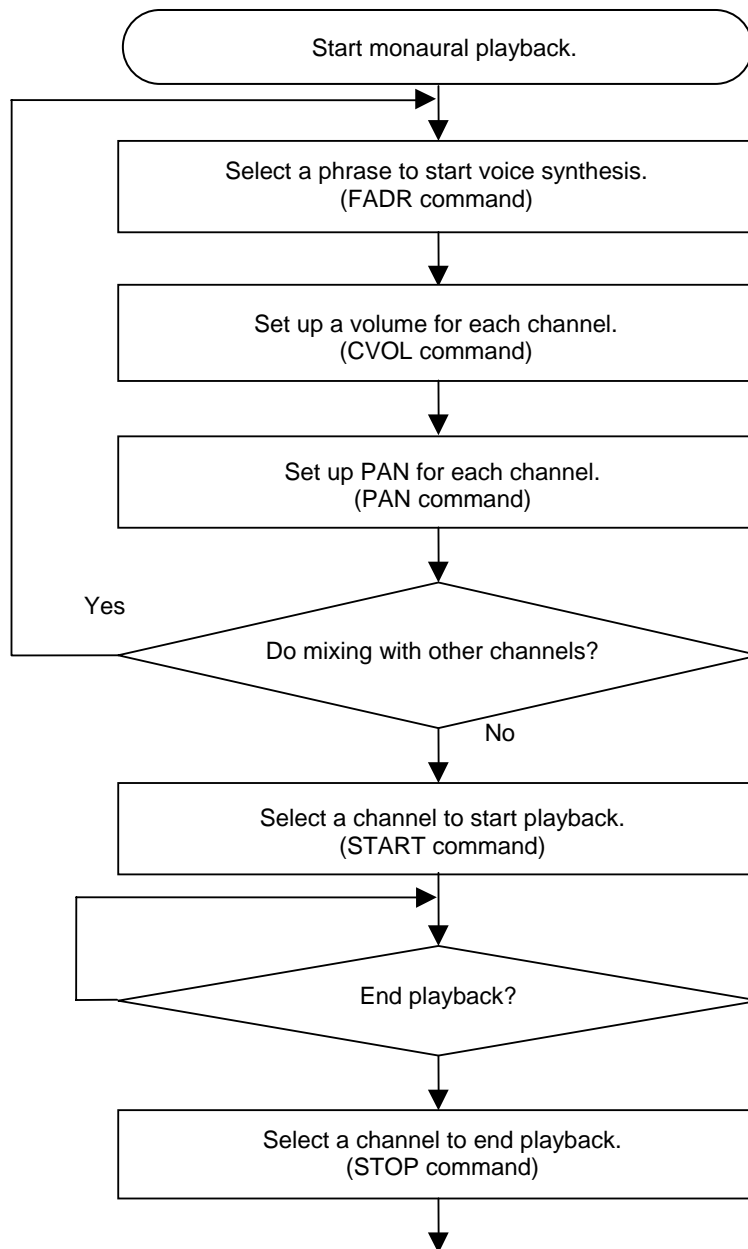 Start monaural playback.
Select a phrase to start voice synthesis.
(FADR command)
Set up a volume for each channel.
(CVOL command)
Set up PAN for each channel.
(PAN command)
Yes
Do mixing with other channels?
No
Select a channel to start playback.
(START command)
End playback?
Select a channel to end playback.
(STOP command)